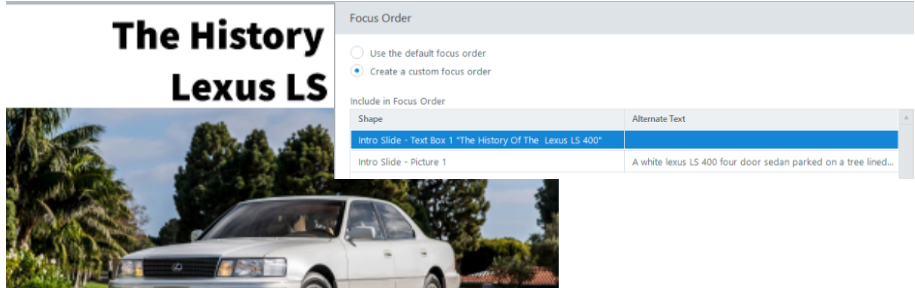 The History
Lexus LS
Focus Order
Use the default focus order
Create a custom focus order
Include in Focus Order
Shape
Alternate Text
Intro Slide - Text Box 1 "The History Of The  Lexus LS 400"
Intro Slide - Picture 1
A white lexus LS 400 four door sedan parked on a tree lined...